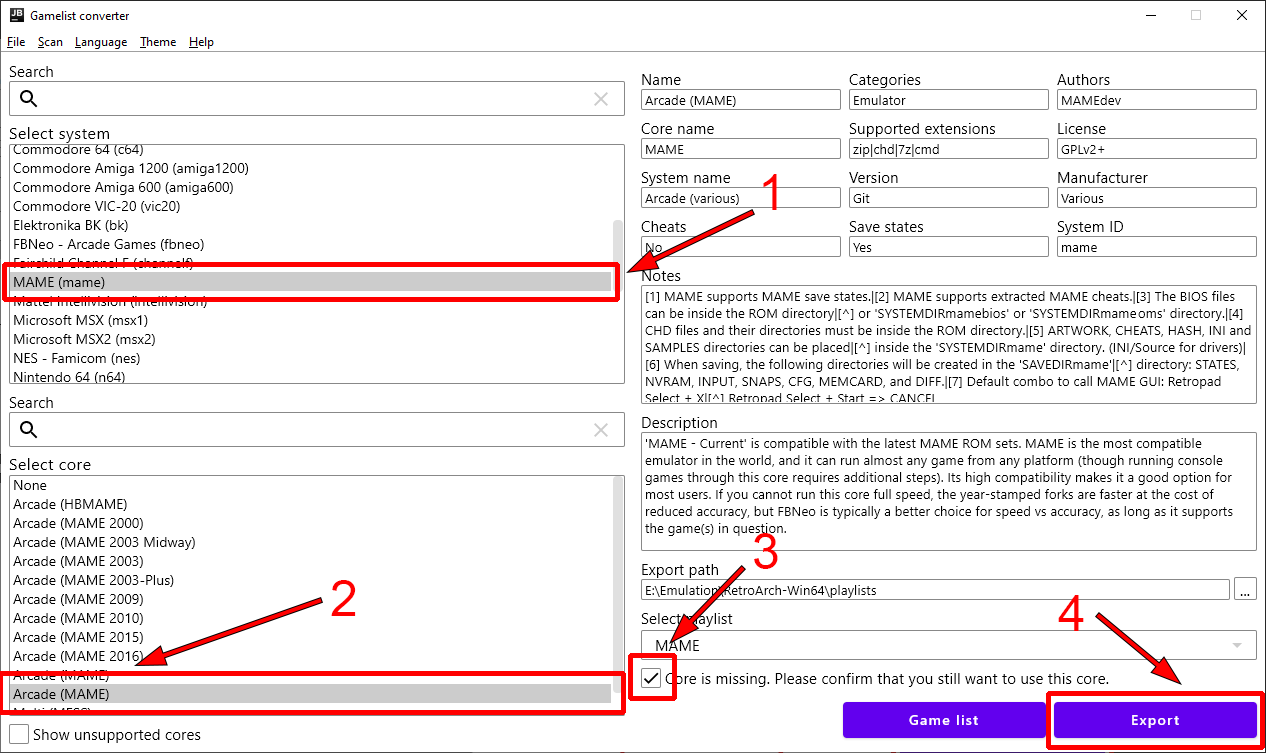 JB
Gamelist converter
File Scan Language Theme Help
Search
Select system
Commodore 64 (c64)
Commodore Amiga 1200 (amiga1200)
Commodore Amiga 600 (amiga600)
Commodore VIC-20 (vic20)
Elektronika BK (bk)
FBNeo - Arcade Games (fbneo)
Fairchild Channel F (channelf)
MAME (mame)
Mattel Intellivision (intellivision)
Microsoft MSX (msx1)
Microsoft MSX2 (msx2)
NES - Famicom (nes)
Nintendo 64 (n64)
Search
Select core
None
Arcade (HBMAME)
Arcade (MAME 2000)
Arcade (MAME 2003 Midway)
Arcade (MAME 2003)
Arcade (MAME 2003-Plus)
Arcade (MAME 2009)
Arcade (MAME 2010)
Arcade (MAME 2015)
Arcade (MAME 2016)
Arcade (MAME)
Arcade (MAME)
Multi (MESS)
Show unsupported cores
Name Categories Authors
Arcade (MAME) Emulator MAMEdev
Core name Supported extensions License
MAME zip|chd|7z|cmd GPLv2+
System name Version Manufacturer
Arcade (various) Git Various
Cheats Save states System ID
No Yes mame
Notes
[1] MAME supports MAME save states.|[2] MAME supports extracted MAME cheats.|[3] The BIOS files
can be inside the ROM directory|[^] or 'SYSTEMDIRmamebios' or 'SYSTEMDIRmameoms' directory.|[4]
CHD files and their directories must be inside the ROM directory.|[5] ARTWORK, CHEATS, HASH, INI and
SAMPLES directories can be placed|[^] inside the 'SYSTEMDIRmame' directory. (INI/Source for drivers)|
[6] When saving, the following directories will be created in the 'SAVEDIRmame'|[^] directory: STATES,
NVRAM, INPUT, SNAPS, CFG, MEMCARD, and DIFF.|[7] Default combo to call MAME GUI: Retropad
Select + X|[^] Retropad Select + Start => CANCEL
Description
'MAME - Current' is compatible with the latest MAME ROM sets. MAME is the most compatible
emulator in the world, and it can run almost any game from any platform (though running console
games through this core requires additional steps). Its high compatibility makes it a good option for
most users. If you cannot run this core full speed, the year-stamped forks are faster at the cost of
reduced accuracy, but FBNeo is typically a better choice for speed vs accuracy, as long as it supports
the game(s) in question.
Export path
E:\Emulation\RetroArch-Win64\playlists
...
Select playlist
MAME
Core is missing. Please confirm that you still want to use this core.
Game list
Export
1
2
3
4